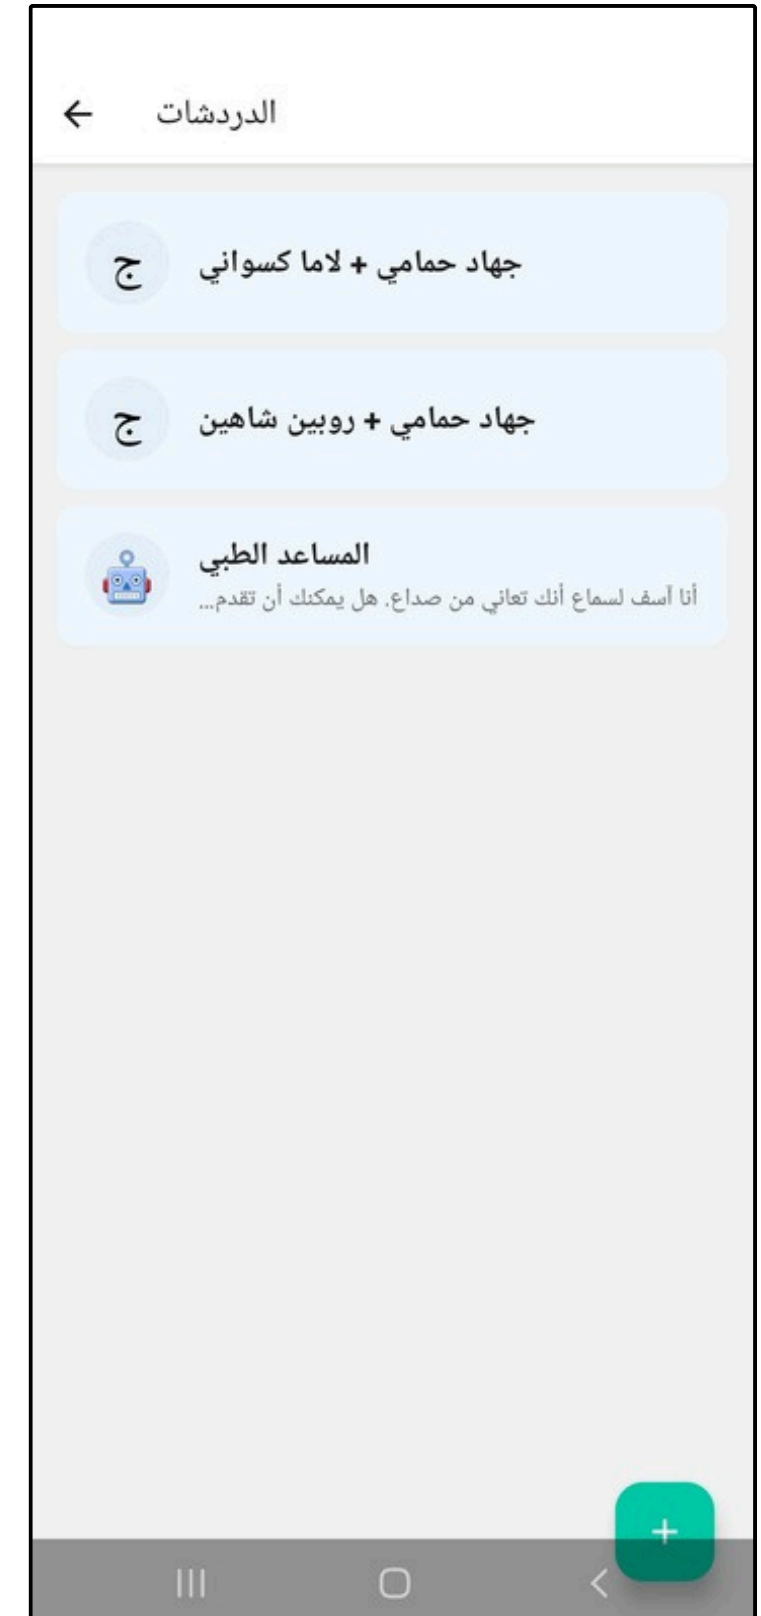 الدردشات
ج
جهاد حمامي + لاما كسواني
ج
جهاد حمامي + روبين شاهين
المساعد الطبي
أنا آسف لسماع أنك تعاني من صداع. هل يمكنك أن تقدم...
+